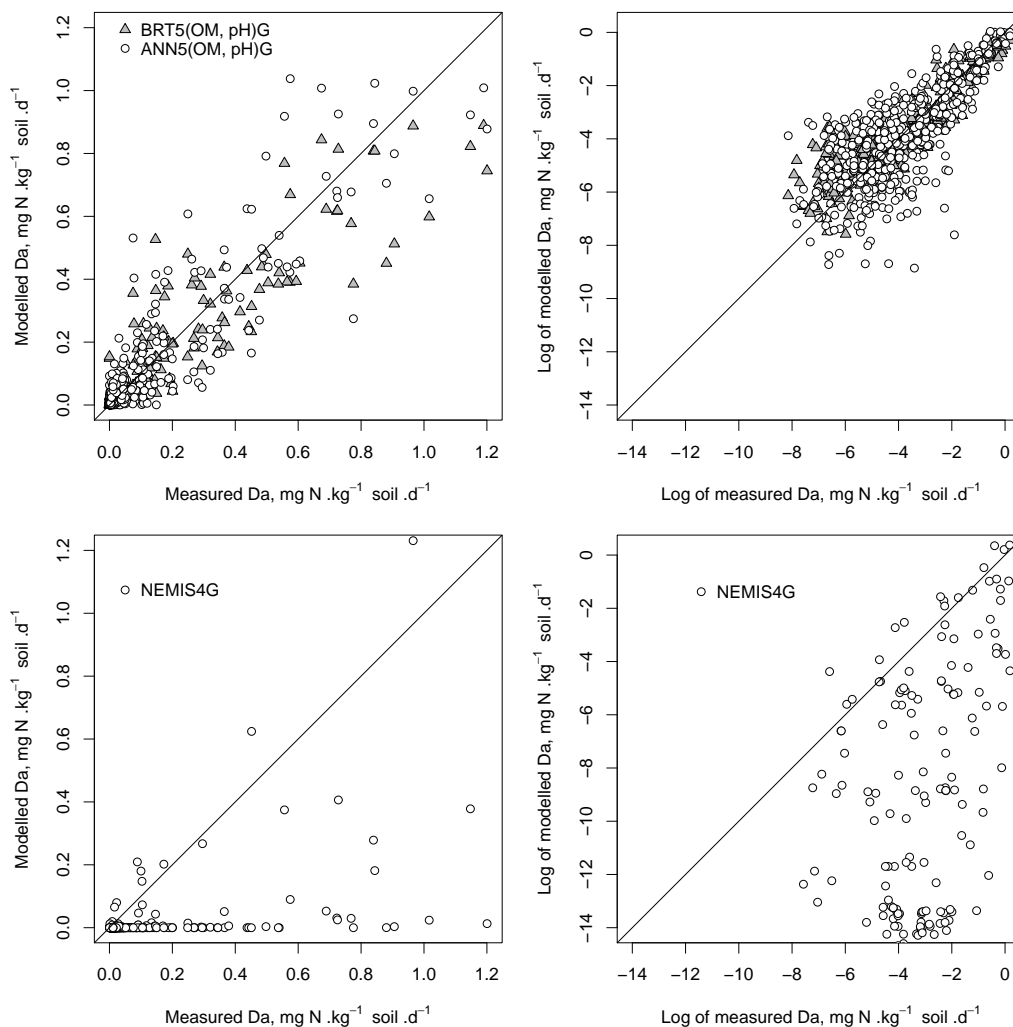 BRT5(OM, pH)G
ANN5(OM, pH)G
Modelled Da, mg N .kg⁻¹ soil .d⁻¹
0.0 0.2 0.4 0.6 0.8 1.0 1.2
0.0 0.2 0.4 0.6 0.8 1.0 1.2
Measured Da, mg N .kg⁻¹ soil .d⁻¹
Log of modelled Da, mg N .kg⁻¹ soil .d⁻¹
−14 −12 −10 −8 −6 −4 −2 0
−14 −12 −10 −8 −6 −4 −2 0
Log of measured Da, mg N .kg⁻¹ soil .d⁻¹
NEMIS4G
Modelled Da, mg N .kg⁻¹ soil .d⁻¹
0.0 0.2 0.4 0.6 0.8 1.0 1.2
0.0 0.2 0.4 0.6 0.8 1.0 1.2
Measured Da, mg N .kg⁻¹ soil .d⁻¹
NEMIS4G
Log of modelled Da, mg N .kg⁻¹ soil .d⁻¹
−14 −12 −10 −8 −6 −4 −2 0
−14 −12 −10 −8 −6 −4 −2 0
Log of measured Da, mg N .kg⁻¹ soil .d⁻¹